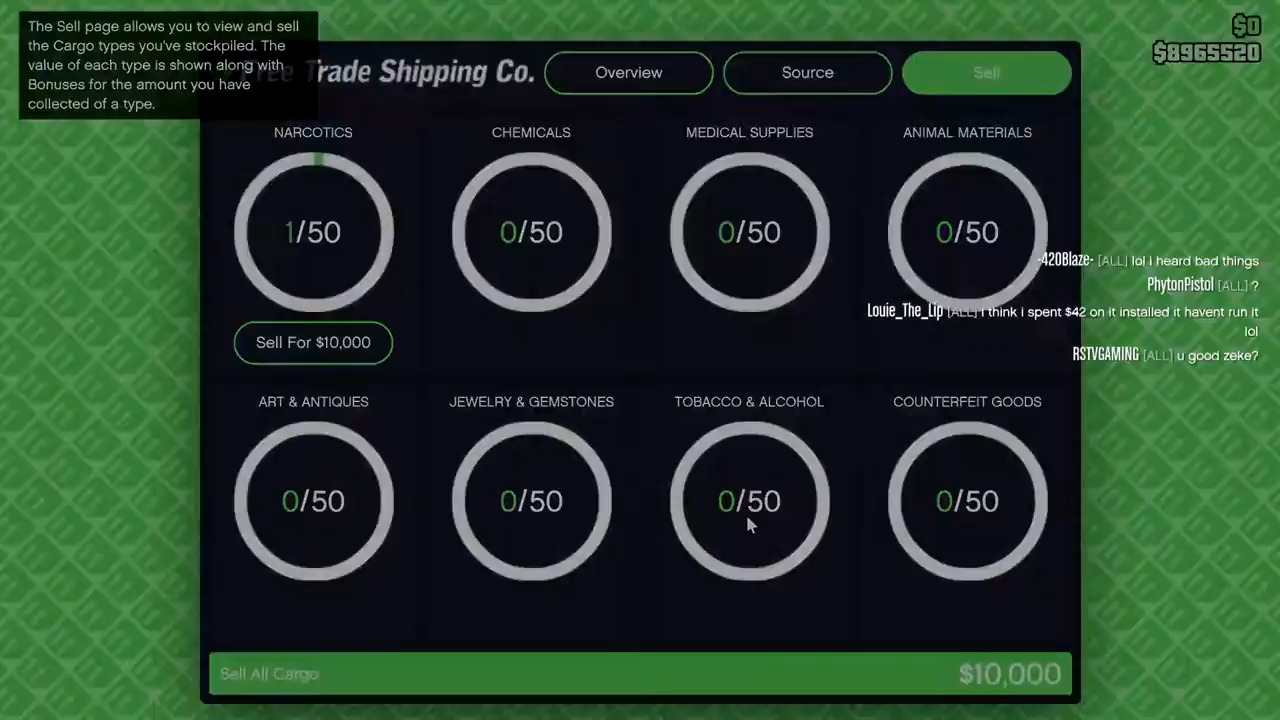 The Sell page allows you to view and sell
the Cargo types you've stockpiled. The
value of each type is shown along with
Bonuses for the amount you have
collected of a type.
$0
$8965520
Free Trade Shipping Co.
Overview
Source
Sell
NARCOTICS
CHEMICALS
MEDICAL SUPPLIES
ANIMAL MATERIALS
1/50
0/50
0/50
0/50
-420Blaze- [ALL] lol i heard bad things
PhytonPistol [ALL] ?
Louie_The_Lip [ALL] i think i spent $42 on it installed it havent run it
lol
RSTVGAMING [ALL] u good zeke?
Sell For $10,000
ART & ANTIQUES
JEWELRY & GEMSTONES
TOBACCO & ALCOHOL
COUNTERFEIT GOODS
0/50
0/50
0/50
0/50
Sell All Cargo
$10,000